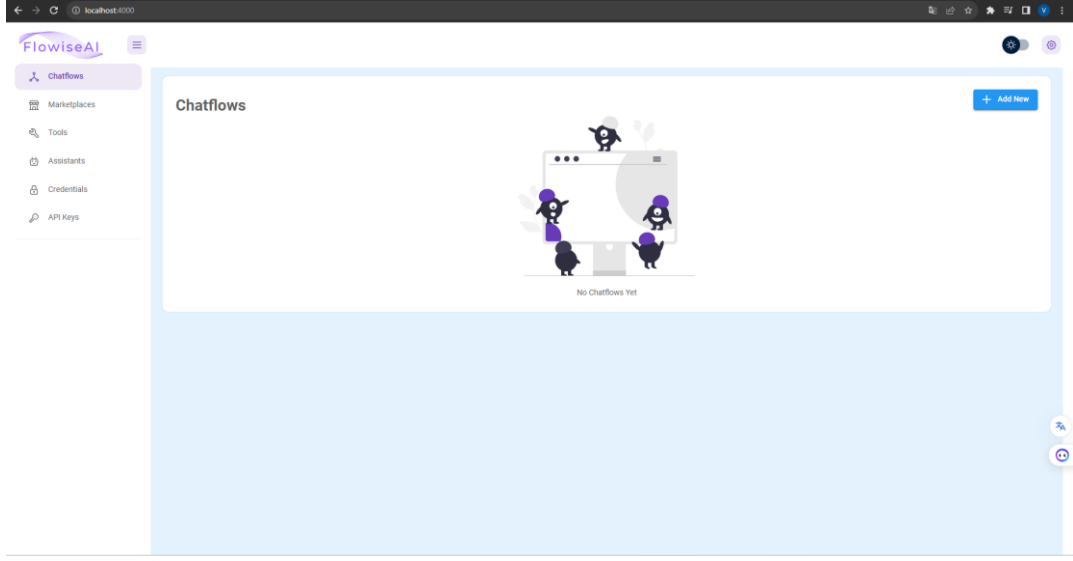 localhost:4000
V
FlowiseAI
Chatflows
Marketplaces
Tools
Assistants
Credentials
API Keys
Chatflows
Add New
No Chatflows Yet